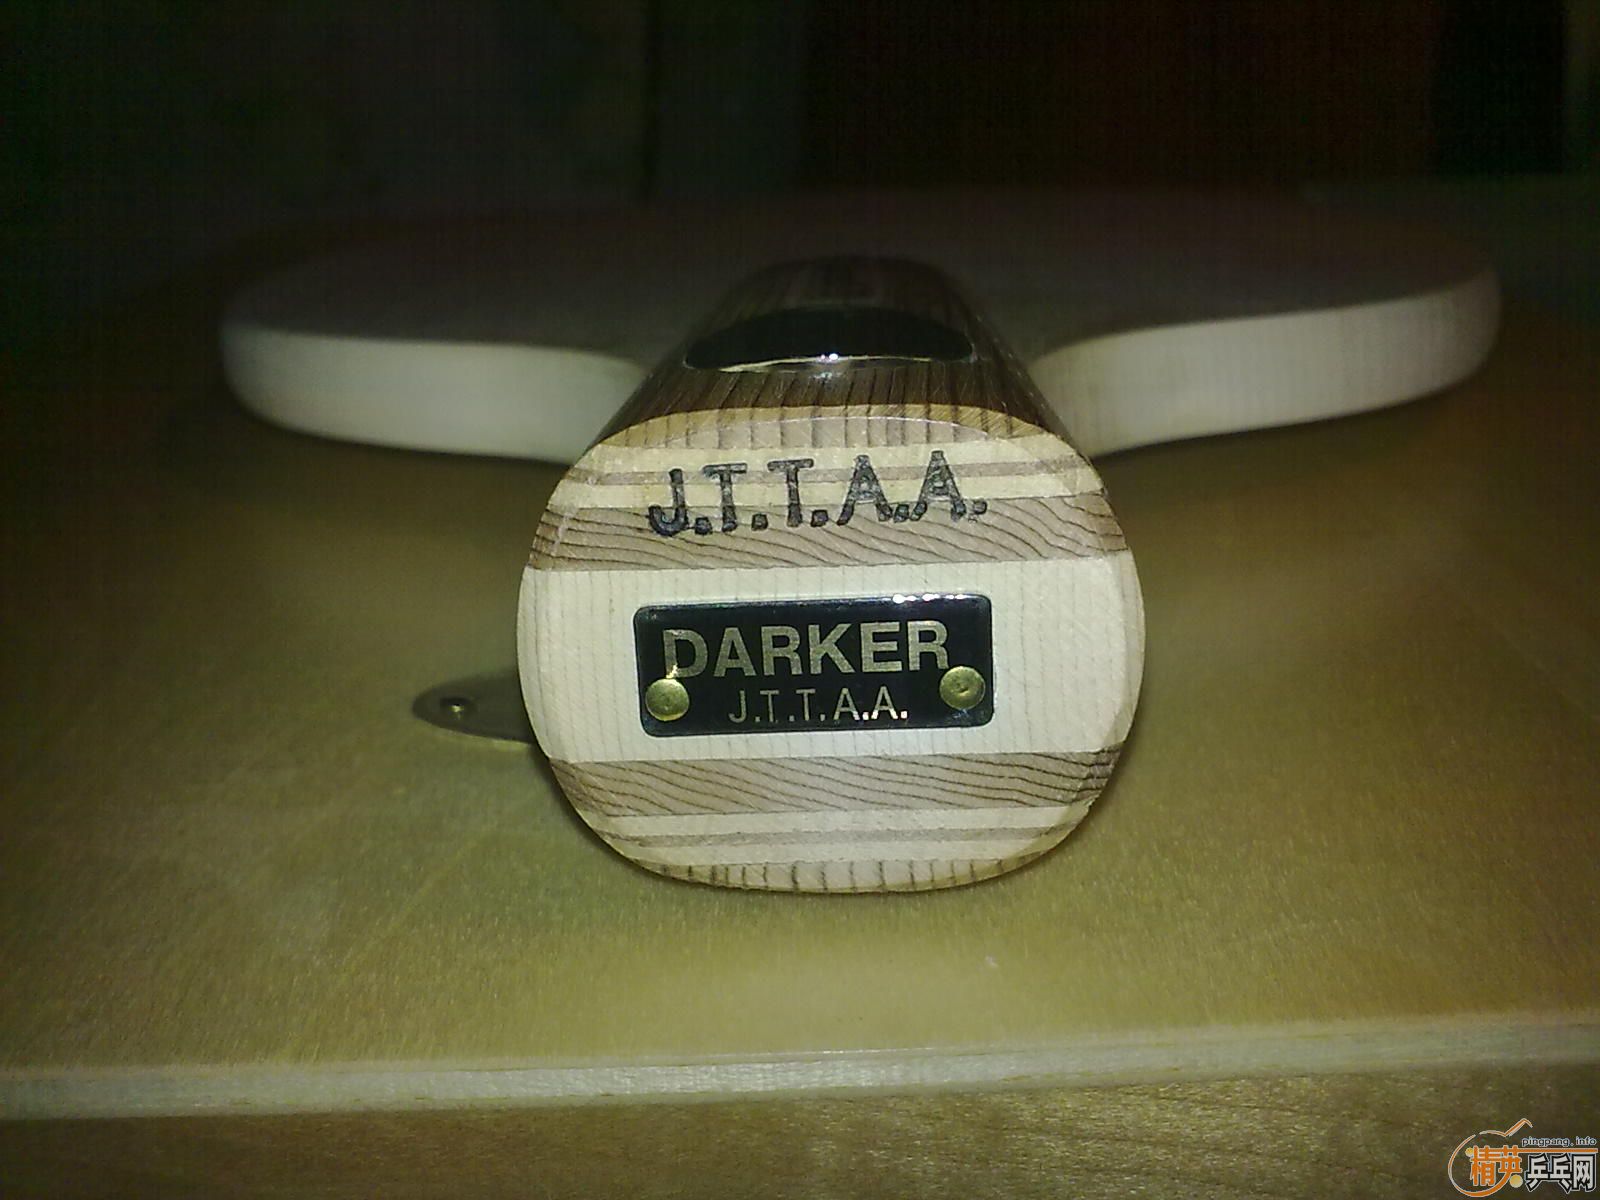 J.T.T.A.A.
DARKER
J.T.T.A.A.
pingpang.info
精英乒乓网